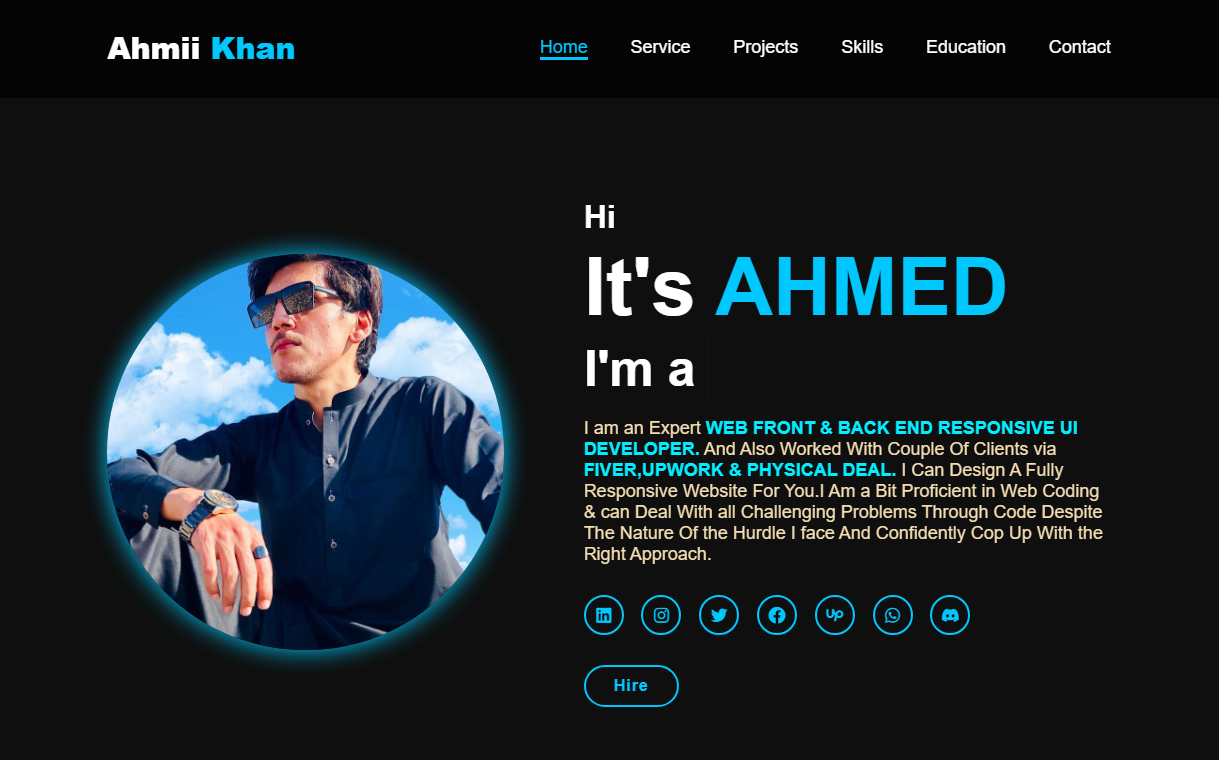 Ahmii Khan
Home Service Projects Skills Education Contact
Hi
It's AHMED
I'm a
I am an Expert WEB FRONT & BACK END RESPONSIVE UI
DEVELOPER. And Also Worked With Couple Of Clients via
FIVER,UPWORK & PHYSICAL DEAL. I Can Design A Fully
Responsive Website For You.I Am a Bit Proficient in Web Coding
& can Deal With all Challenging Problems Through Code Despite
The Nature Of the Hurdle I face And Confidently Cop Up With the
Right Approach.
Hire